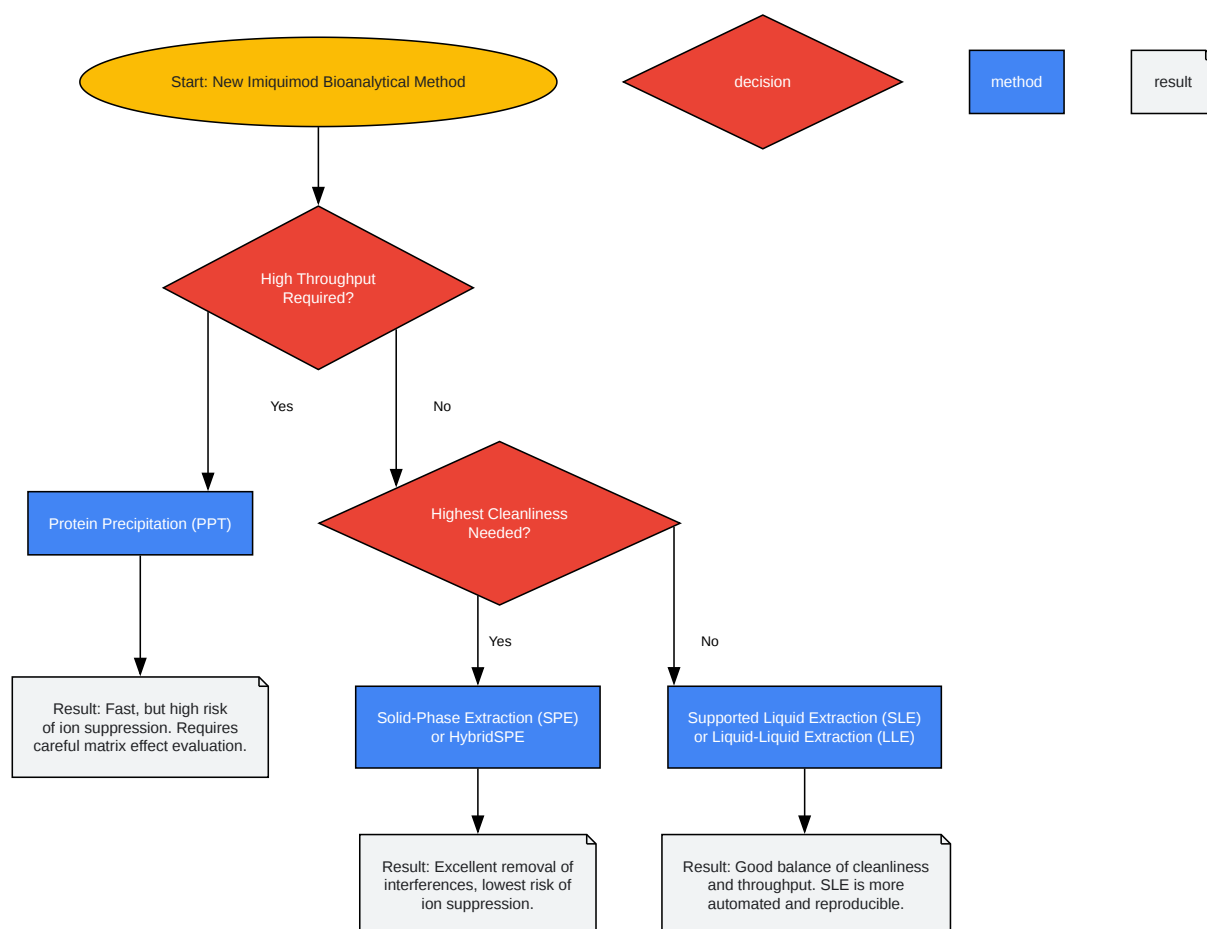 Start: New Imiquimod Bioanalytical Method
decision
method
result
High Throughput
Required?
Yes
No
Protein Precipitation (PPT)
Highest Cleanliness
Needed?
Yes
No
Result: Fast, but high risk
of ion suppression. Requires
careful matrix effect evaluation.
Solid-Phase Extraction (SPE)
or HybridSPE
Supported Liquid Extraction (SLE)
or Liquid-Liquid Extraction (LLE)
Result: Excellent removal of
interferences, lowest risk of
ion suppression.
Result: Good balance of cleanliness
and throughput. SLE is more
automated and reproducible.